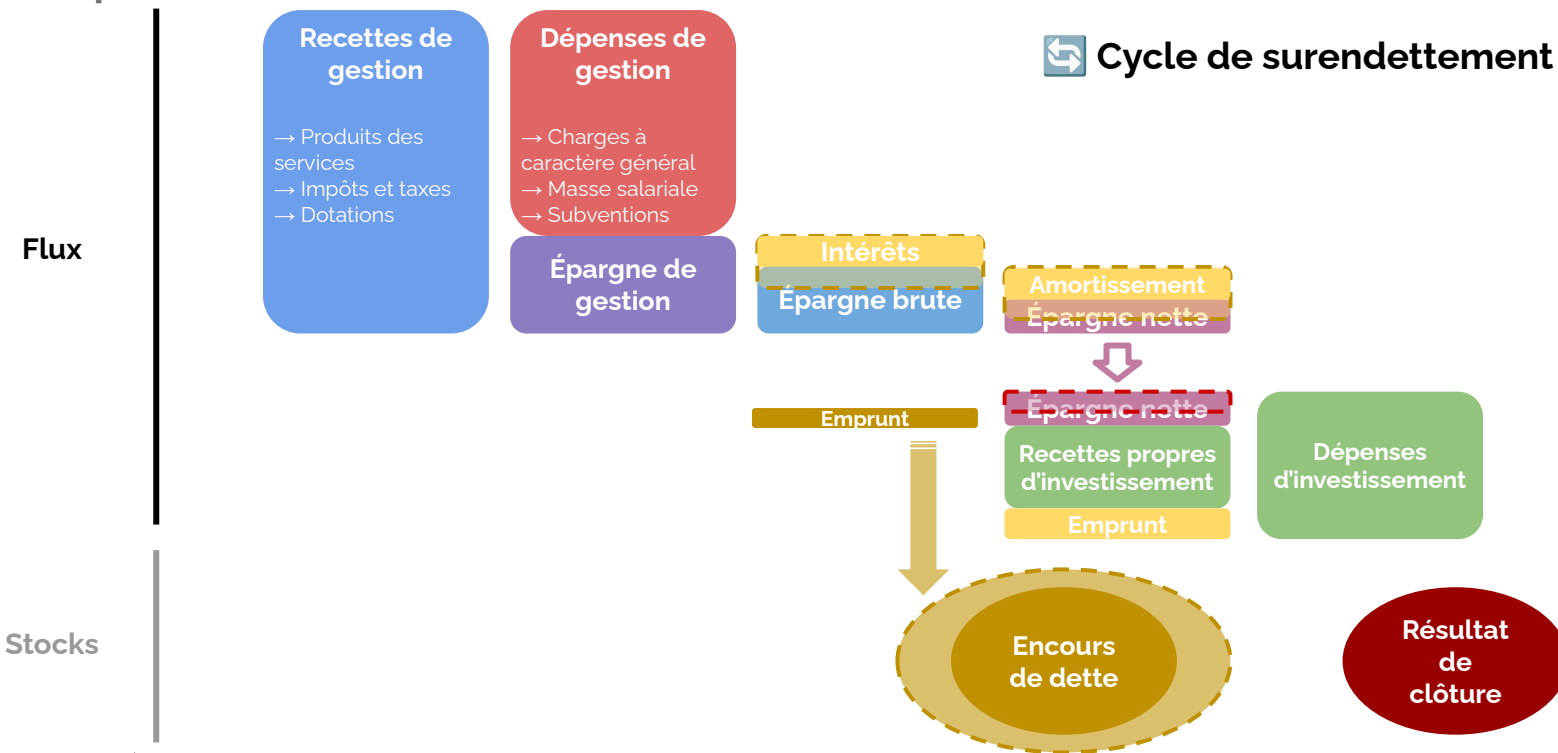 Recettes de
gestion
→ Produits des
services
→ Impôts et taxes
→ Dotations
Dépenses de
gestion
→ Charges à
caractère général
→ Masse salariale
→ Subventions
Cycle de surendettement
Flux
Épargne de
gestion
Intérêts
Épargne brute
Amortissement
Épargne nette
Emprunt
Épargne nette
Recettes propres
d'investissement
Emprunt
Dépenses
d'investissement
Stocks
Encours
de dette
Résultat
de
clôture